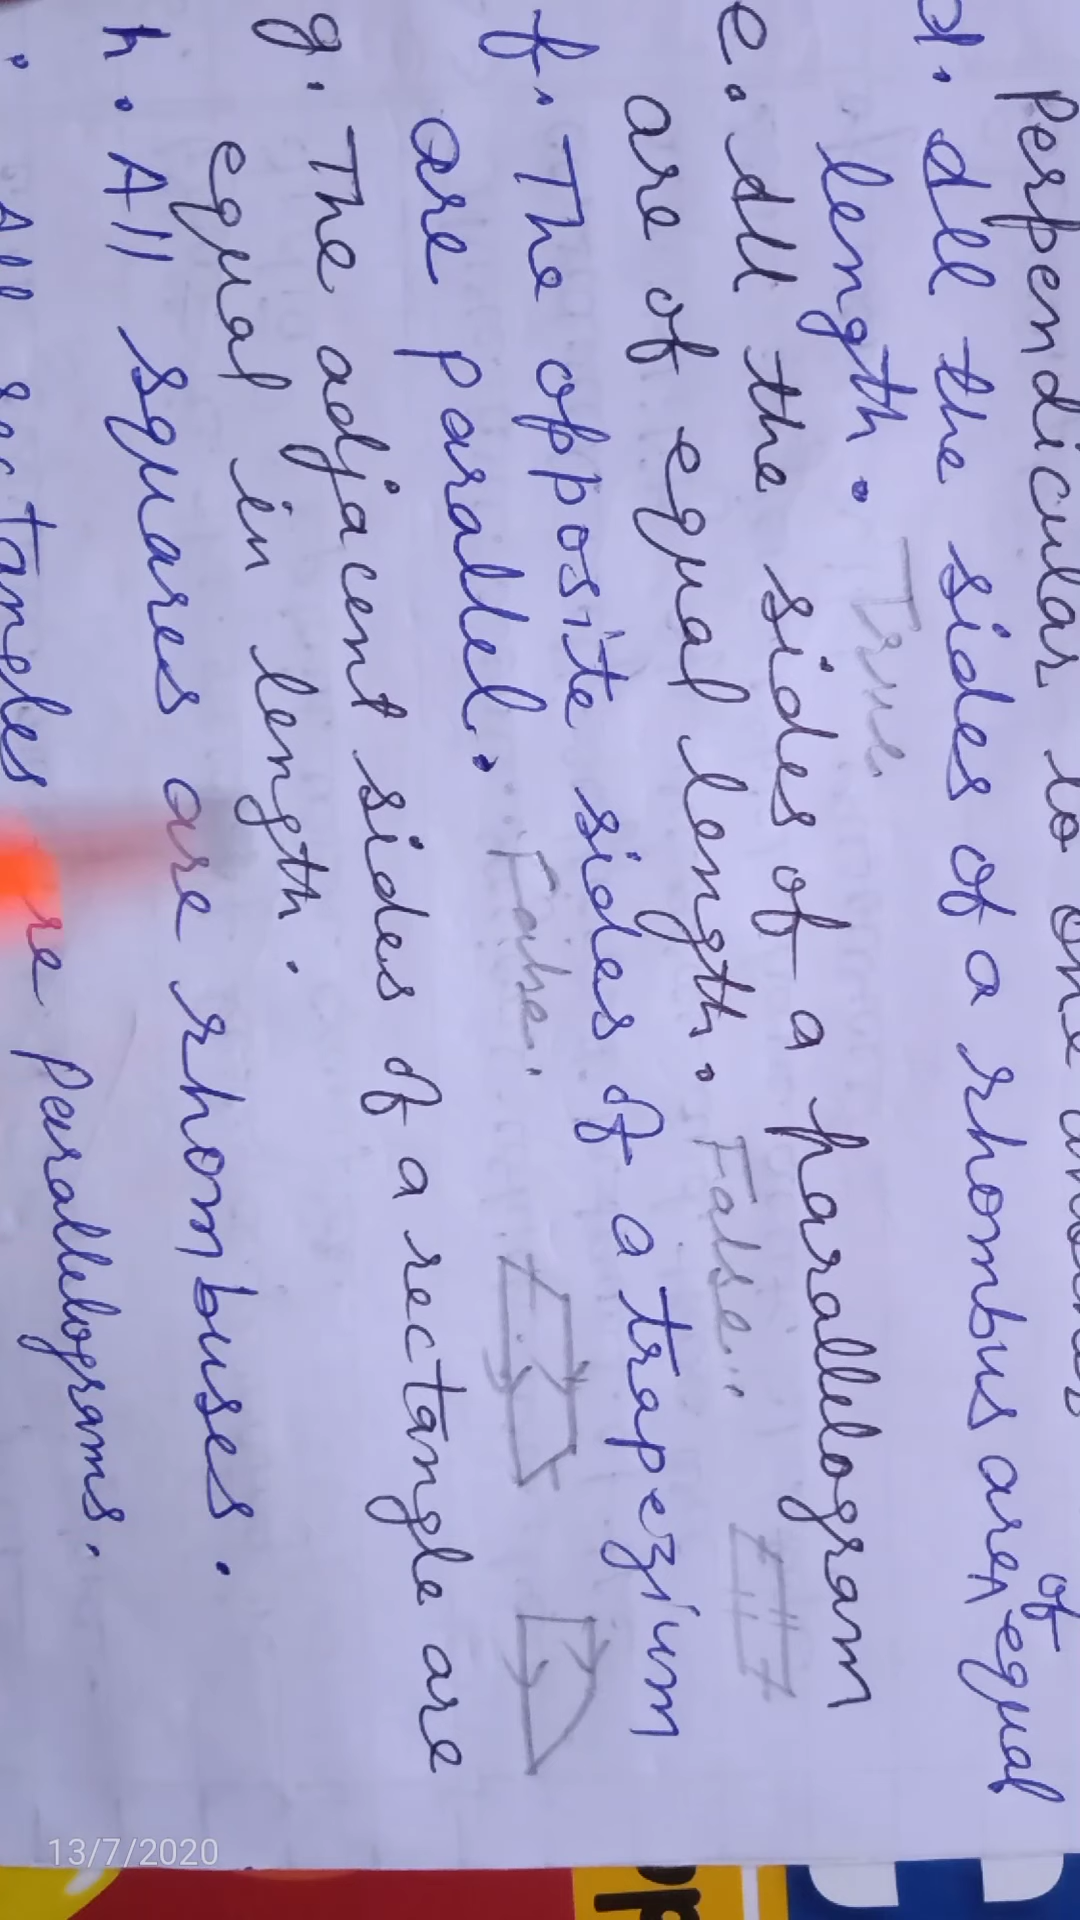 Perpendicular to one
d. All the sides of a rhombus are of equal
length. True.
e. All the sides of a parallelogram
are of equal length. False.
f. The opposite sides of a trapezium
are parallel. False.
g. The adjacent sides of a rectangle are
equal in length.
h. All squares are rhombuses.
All rectangles re Parallelograms.
13/7/2020